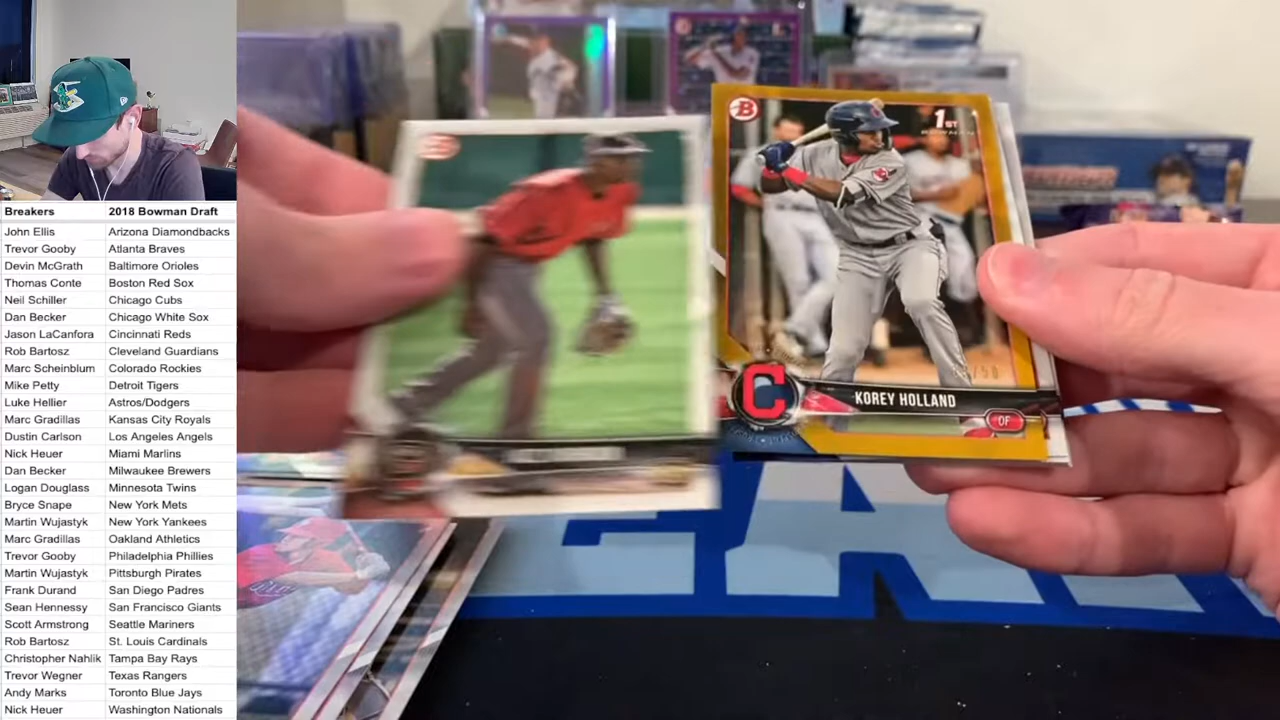 Breakers 2018 Bowman Draft
John Ellis Arizona Diamondbacks
Trevor Gooby Atlanta Braves
Devin McGrath Baltimore Orioles
Thomas Conte Boston Red Sox
Neil Schiller Chicago Cubs
Dan Becker Chicago White Sox
Jason LaCanfora Cincinnati Reds
Rob Bartosz Cleveland Guardians
Marc Scheinblum Colorado Rockies
Mike Petty Detroit Tigers
Luke Hellier Astros/Dodgers
Marc Gradillas Kansas City Royals
Dustin Carlson Los Angeles Angels
Nick Heuer Miami Marlins
Dan Becker Milwaukee Brewers
Logan Douglass Minnesota Twins
Bryce Snape New York Mets
Martin Wujastyk New York Yankees
Marc Gradillas Oakland Athletics
Trevor Gooby Philadelphia Phillies
Martin Wujastyk Pittsburgh Pirates
Frank Durand San Diego Padres
Sean Hennessy San Francisco Giants
Scott Armstrong Seattle Mariners
Rob Bartosz St. Louis Cardinals
Christopher Nahlik Tampa Bay Rays
Trevor Wegner Texas Rangers
Andy Marks Toronto Blue Jays
Nick Heuer Washington Nationals
B
1ST
BOWMAN
C
KOREY HOLLAND
OF